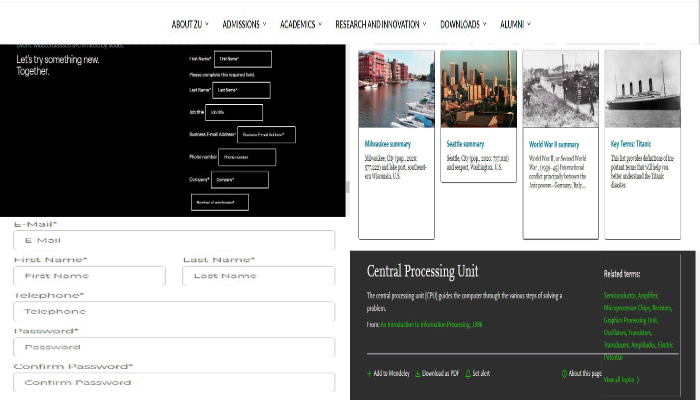 ABOUT ZU ADMISSIONS ACADEMICS RESEARCH AND INNOVATION DOWNLOADS ALUMNI
Let's try something new.
Together.
First Name* First Name*
Please complete this required field.
Last Name* Last Name*
Job title Job title
Business E-mail Address* Business E-mail Address*
Phone number Phone number
Company* Company*
Number of employees*
Milwaukee summary
Milwaukee, City (pop., 2020:
577,222) and lake port, southeast-
ern Wisconsin, U.S.
Seattle summary
Seattle, City (pop., 2020: 737,015)
and seaport, Washington, U.S.
World War II summary
World War II, or Second World
War, (1939–45) International
conflict principally between the
Axis powers—Germany, Italy,...
Key Terms: Titanic
This list provides definitions of im-
portant terms that will help you
better understand the Titanic
disaster.
E-Mail*
E Mail
First Name* Last Name*
First Name Last Name
Telephone*
Telephone
Password*
Password
Confirm Password*
Confirm Password
Central Processing Unit
The central processing unit (CPU) guides the computer through the various steps of solving a
problem.
From: An Introduction to Information Processing, 1986
Add to Mendeley Download as PDF Set alert About this page
Related terms:
Semiconductor, Amplifier,
Microprocessor Chips, Resistors,
Graphics Processing Unit,
Oscillators, Transistors,
Transducers, Amplitudes, Electric
Potential
View all Topics